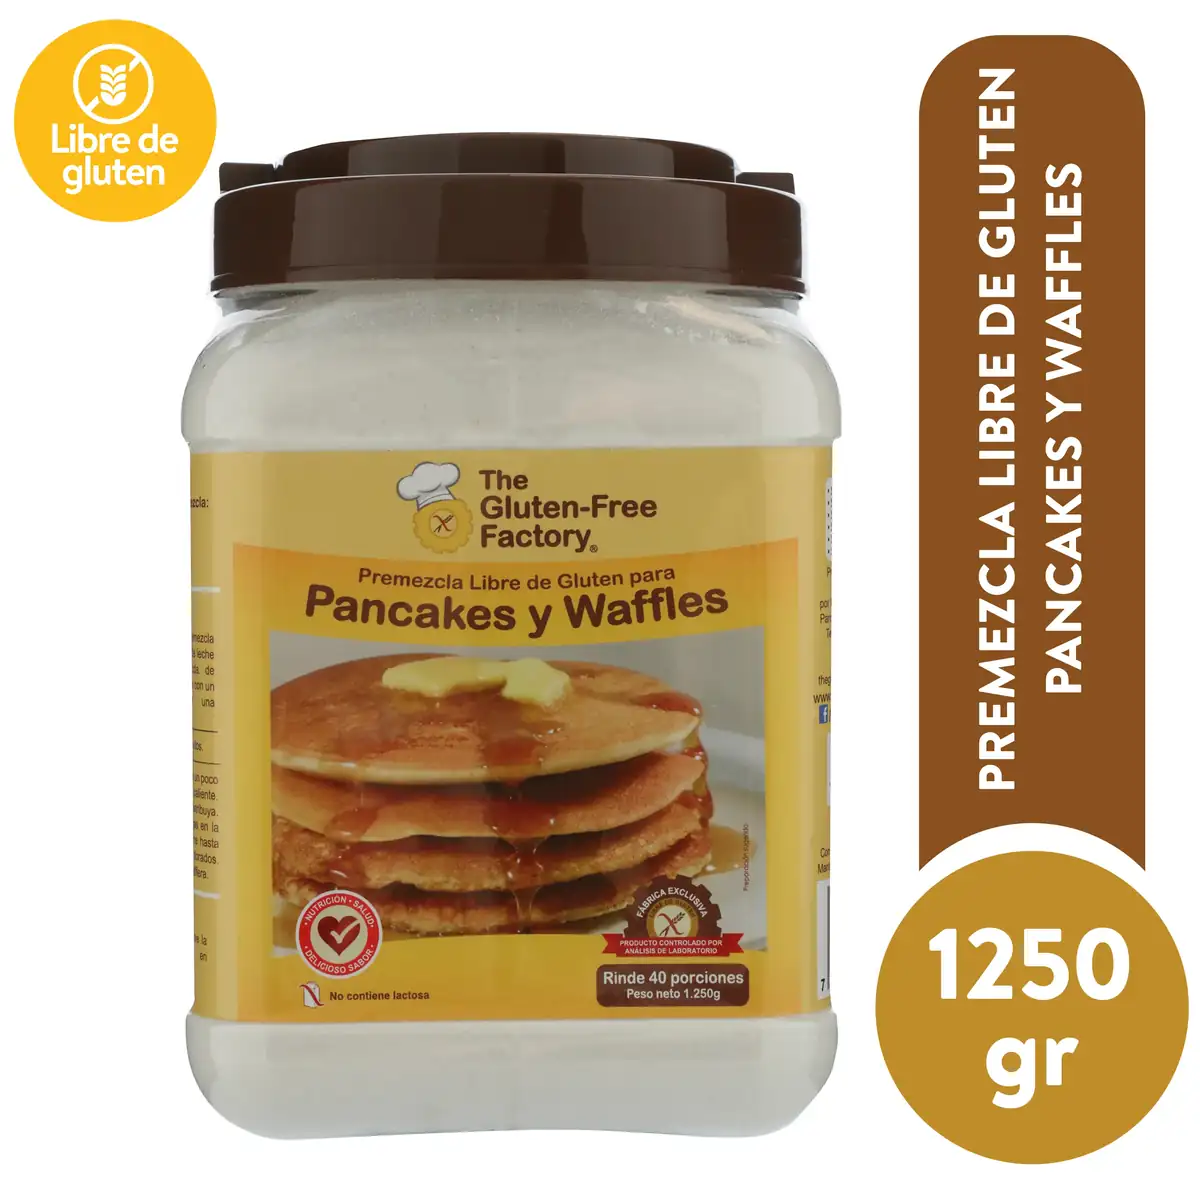 Libre de
gluten
The
Gluten-Free
Factory®
Premezcla Libre de Gluten para
Pancakes y Waffles
NUTRICIÓN • SALUD •
• DELICIOSO SABOR •
No contiene lactosa
FÁBRICA EXCLUSIVA
PRODUCTO CONTROLADO POR
ANÁLISIS DE LABORATORIO
Rinde 40 porciones
Peso neto 1.250g
Preparación sugerida
PREMEZCLA LIBRE DE GLUTEN
PANCAKES Y WAFFLES
1250
gr